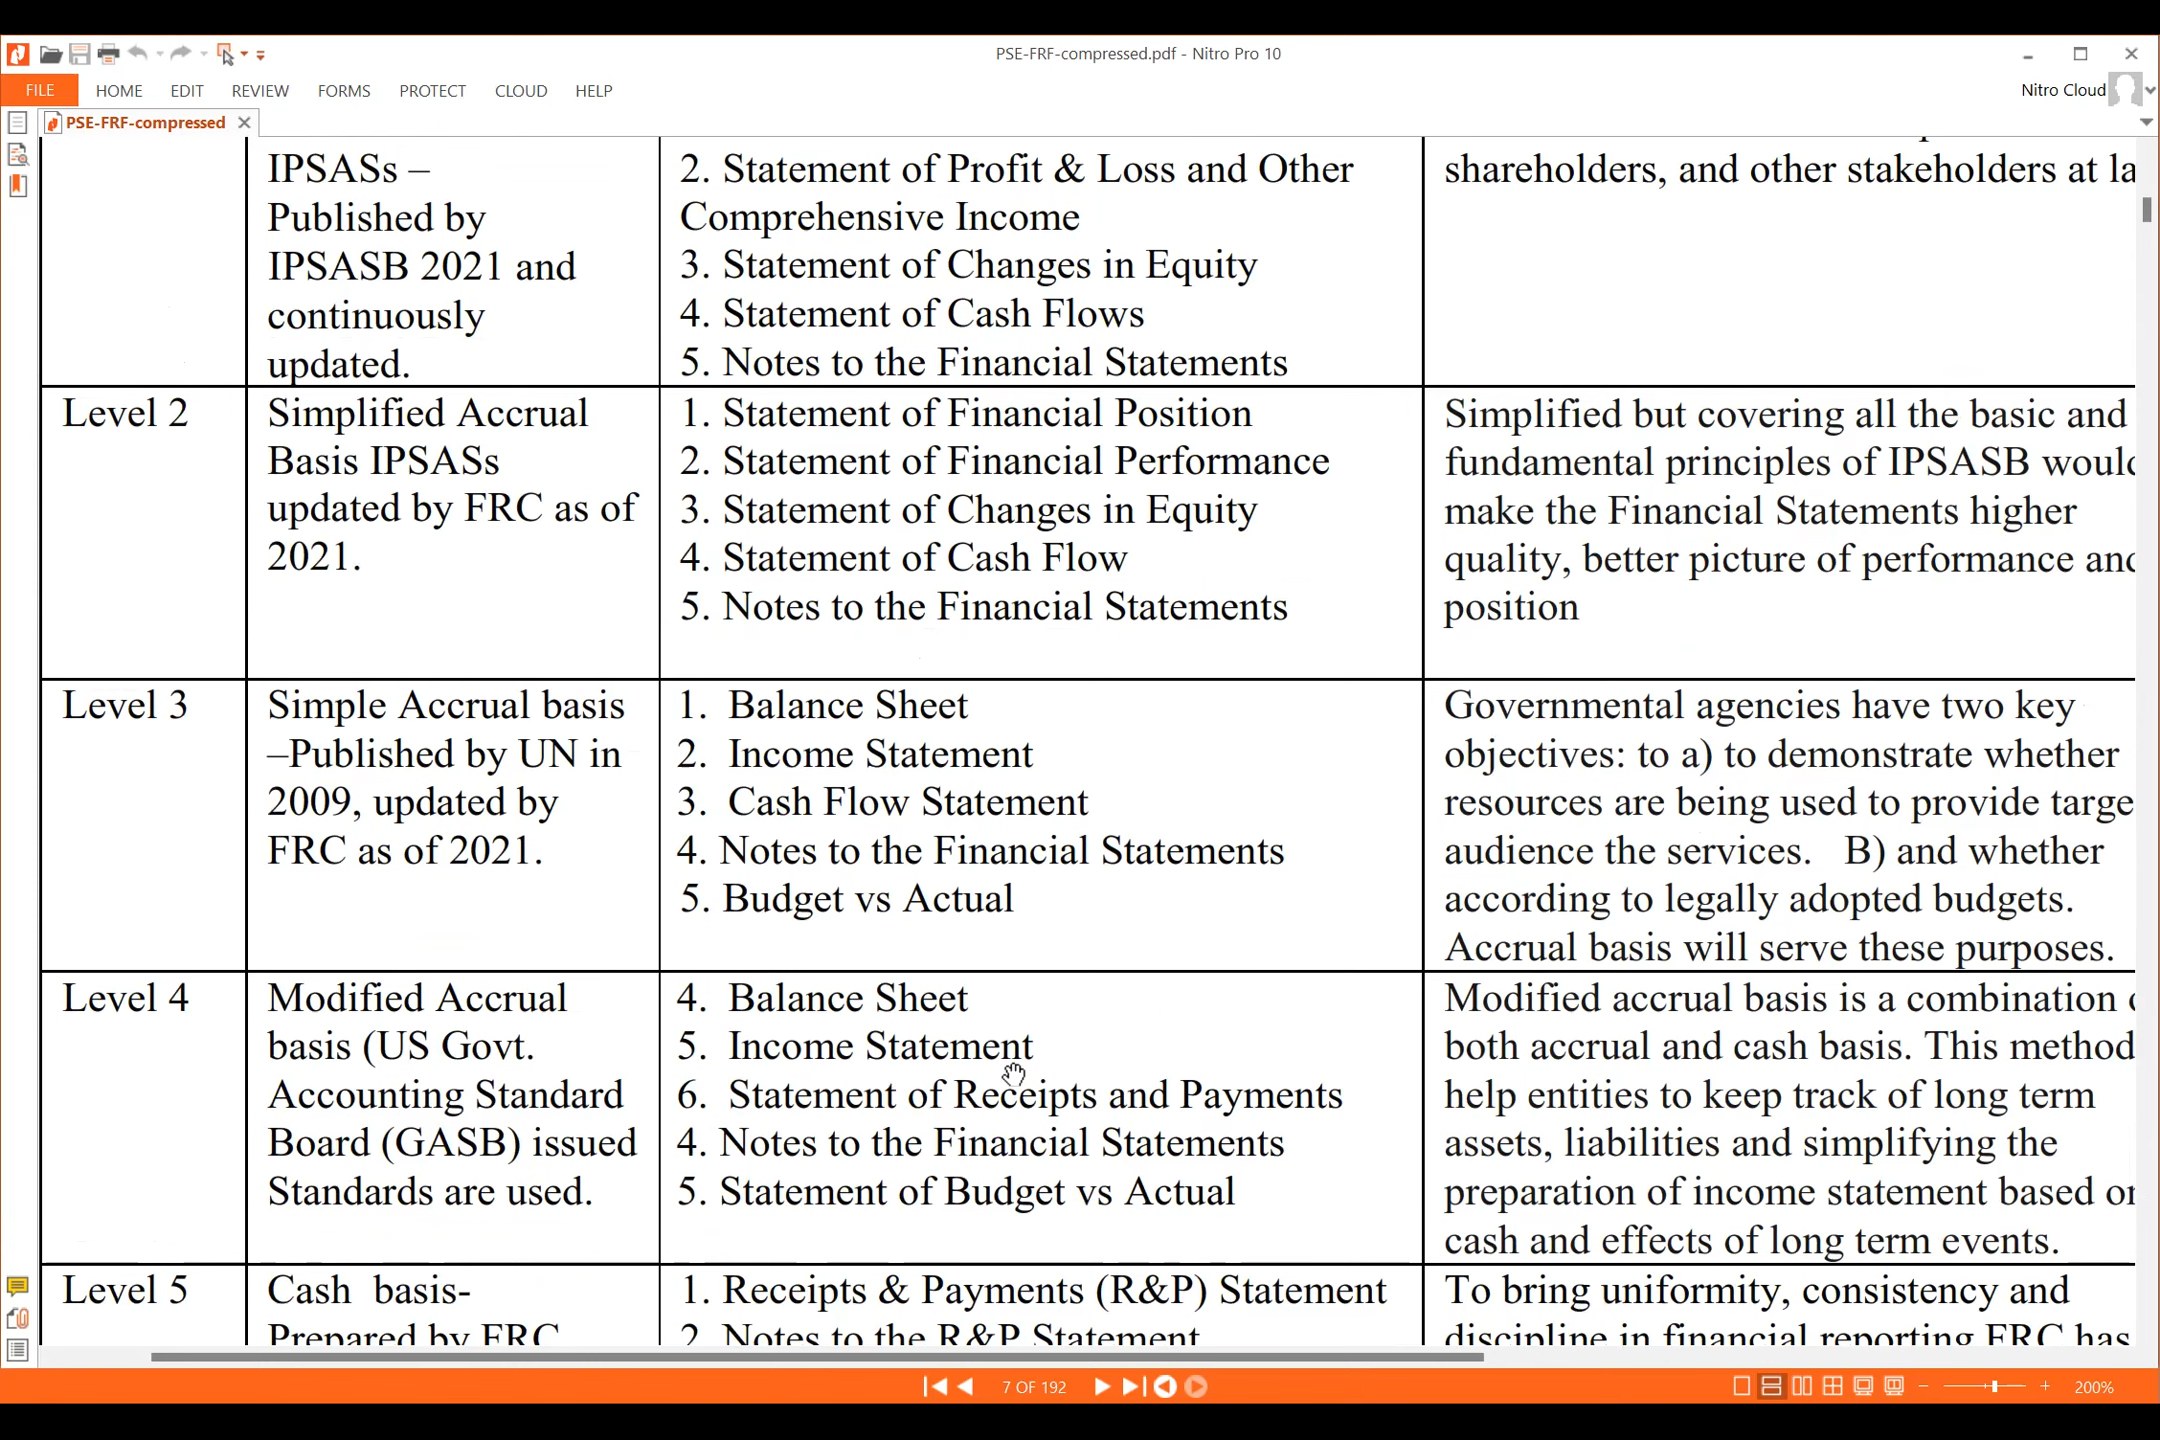 PSE-FRF-compressed.pdf - Nitro Pro 10
FILE HOME EDIT REVIEW FORMS PROTECT CLOUD HELP
Nitro Cloud
PSE-FRF-compressed
IPSASs –
Published by
IPSASB 2021 and
continuously
updated.
2. Statement of Profit & Loss and Other
Comprehensive Income
3. Statement of Changes in Equity
4. Statement of Cash Flows
5. Notes to the Financial Statements
shareholders, and other stakeholders at la
Level 2
Simplified Accrual
Basis IPSASs
updated by FRC as of
2021.
1. Statement of Financial Position
2. Statement of Financial Performance
3. Statement of Changes in Equity
4. Statement of Cash Flow
5. Notes to the Financial Statements
Simplified but covering all the basic and
fundamental principles of IPSASB would
make the Financial Statements higher
quality, better picture of performance and
position
Level 3
Simple Accrual basis
–Published by UN in
2009, updated by
FRC as of 2021.
1. Balance Sheet
2. Income Statement
3. Cash Flow Statement
4. Notes to the Financial Statements
5. Budget vs Actual
Governmental agencies have two key
objectives: to a) to demonstrate whether
resources are being used to provide targe
audience the services. B) and whether
according to legally adopted budgets.
Accrual basis will serve these purposes.
Level 4
Modified Accrual
basis (US Govt.
Accounting Standard
Board (GASB) issued
Standards are used.
4. Balance Sheet
5. Income Statement
6. Statement of Receipts and Payments
4. Notes to the Financial Statements
5. Statement of Budget vs Actual
Modified accrual basis is a combination
both accrual and cash basis. This method
help entities to keep track of long term
assets, liabilities and simplifying the
preparation of income statement based on
cash and effects of long term events.
Level 5
Cash basis-
Prepared by FRC
1. Receipts & Payments (R&P) Statement
2. Notes to the R&P Statement
To bring uniformity, consistency and
discipline in financial reporting FRC has
7 OF 192
200%